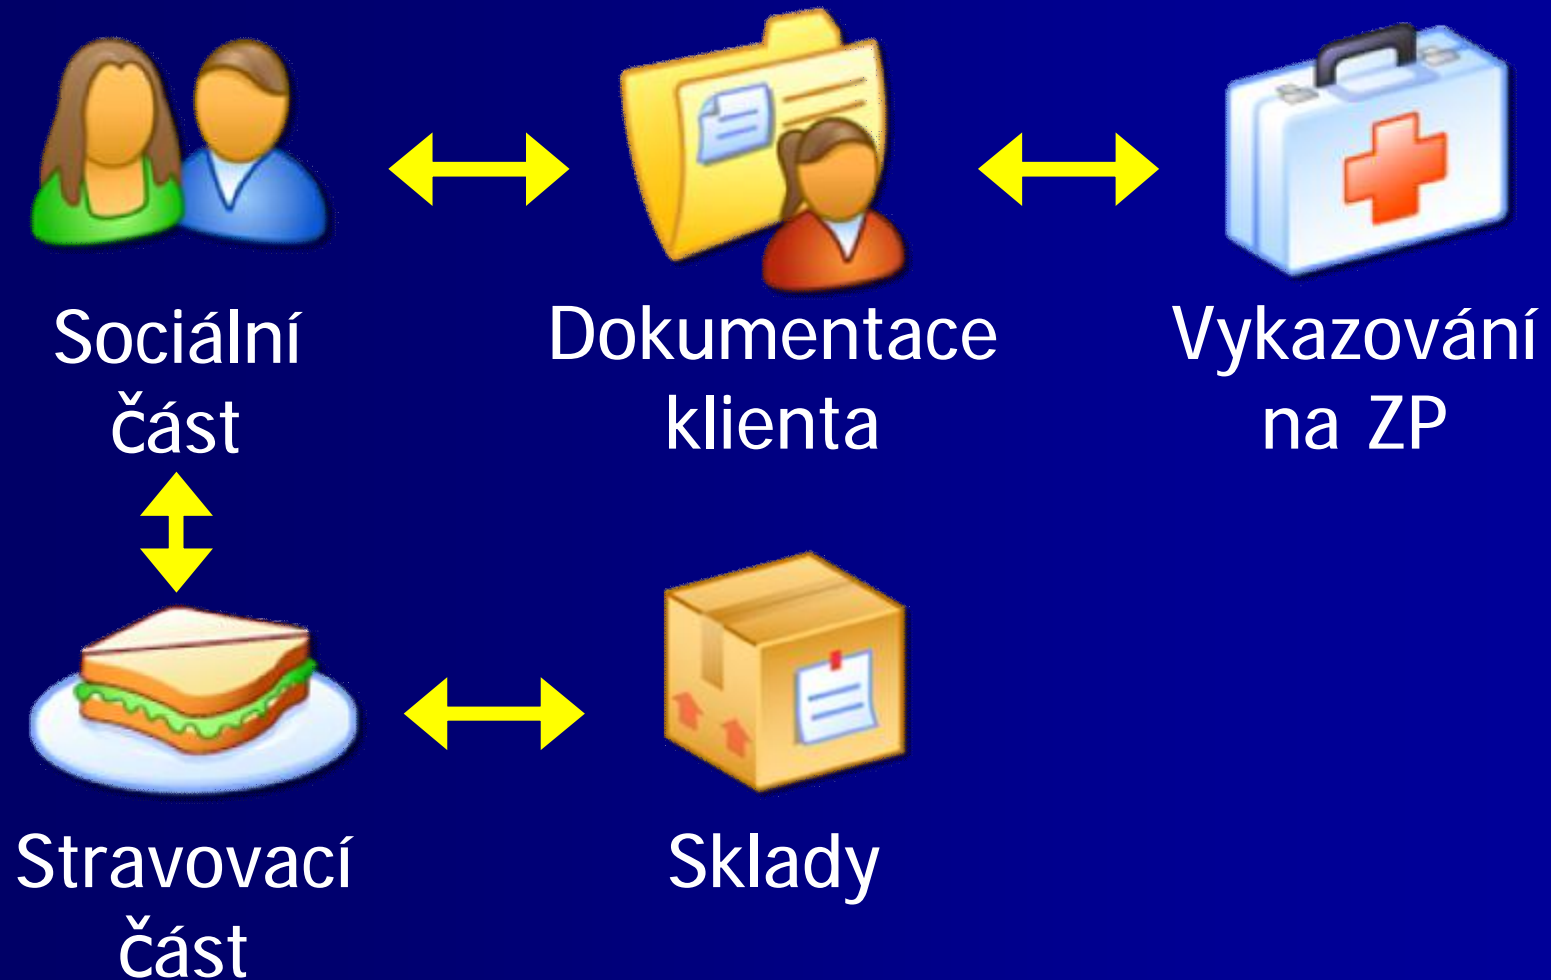 Sociální
část
Dokumentace
klienta
Vykazování
na ZP
Stravovací
část
Sklady